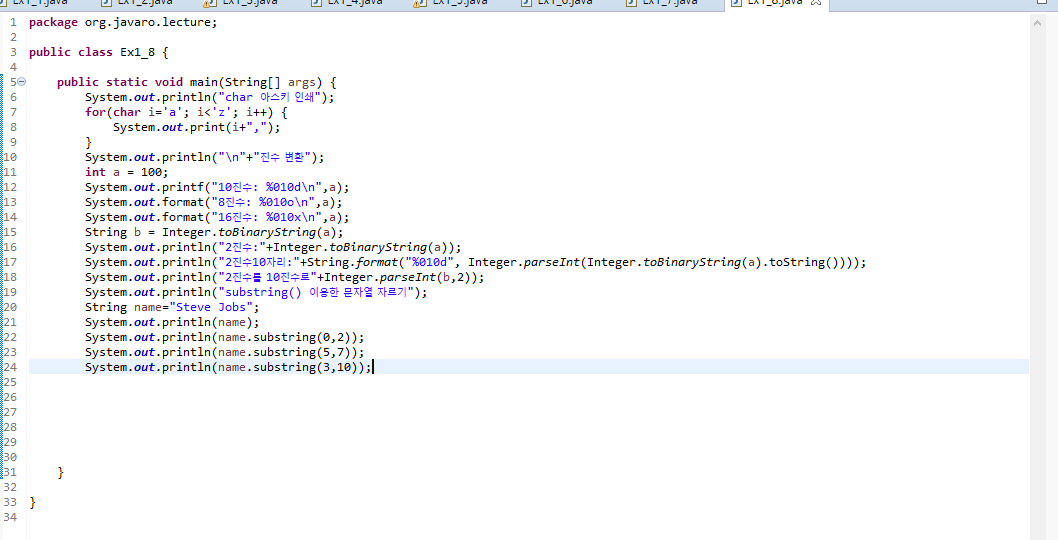 Ex1_1.java Ex1_2.java Ex1_3.java Ex1_4.java Ex1_5.java Ex1_6.java Ex1_7.java Ex1_8.java
1 package org.javaro.lecture;
2
3 public class Ex1_8 {
4
5 public static void main(String[] args) {
6 System.out.println("char 아스키 인쇄");
7 for(char i='a'; i<'z'; i++) {
8 System.out.print(i+",");
9 }
10 System.out.println("\n"+"진수 변환");
11 int a = 100;
12 System.out.printf("10진수: %010d\n",a);
13 System.out.format("8진수: %010o\n",a);
14 System.out.format("16진수: %010x\n",a);
15 String b = Integer.toBinaryString(a);
16 System.out.println("2진수:"+Integer.toBinaryString(a));
17 System.out.println("2진수10자리:"+String.format("%010d", Integer.parseInt(Integer.toBinaryString(a).toString())));
18 System.out.println("2진수를 10진수로"+Integer.parseInt(b,2));
19 System.out.println("substring() 이용한 문자열 자르기");
20 String name="Steve Jobs";
21 System.out.println(name);
22 System.out.println(name.substring(0,2));
23 System.out.println(name.substring(5,7));
24 System.out.println(name.substring(3,10));
25
26
27
28
29
30
31 }
32
33 }
34